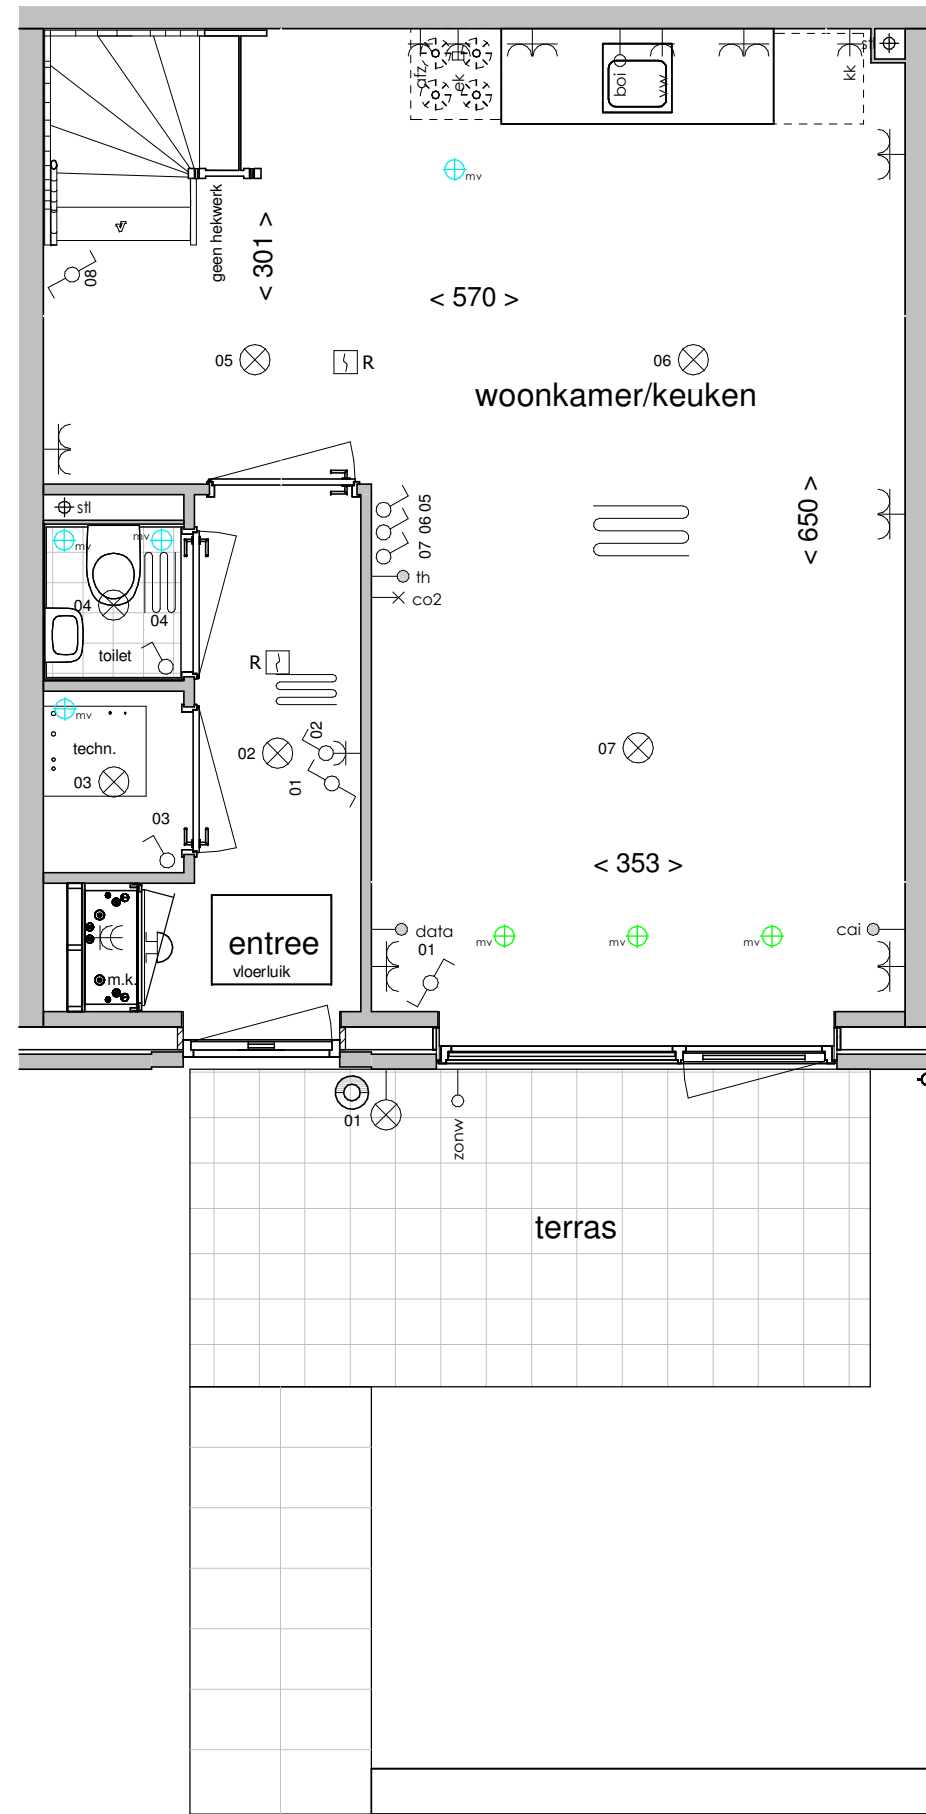 stl
afz
ek
boi
vw
kk
mv
geen hekwerk
< 301 >
< 570 >
08
05
R
06
woonkamer/keuken
stl
05
06
07
< 650 >
mv
mv
th
co2
04
04
toilet
R
mv
techn.
03
03
02
02
01
07
< 353 >
entree
vloerluik
m.k.
data
01
mv
mv
mv
cai
01
zonw
terras